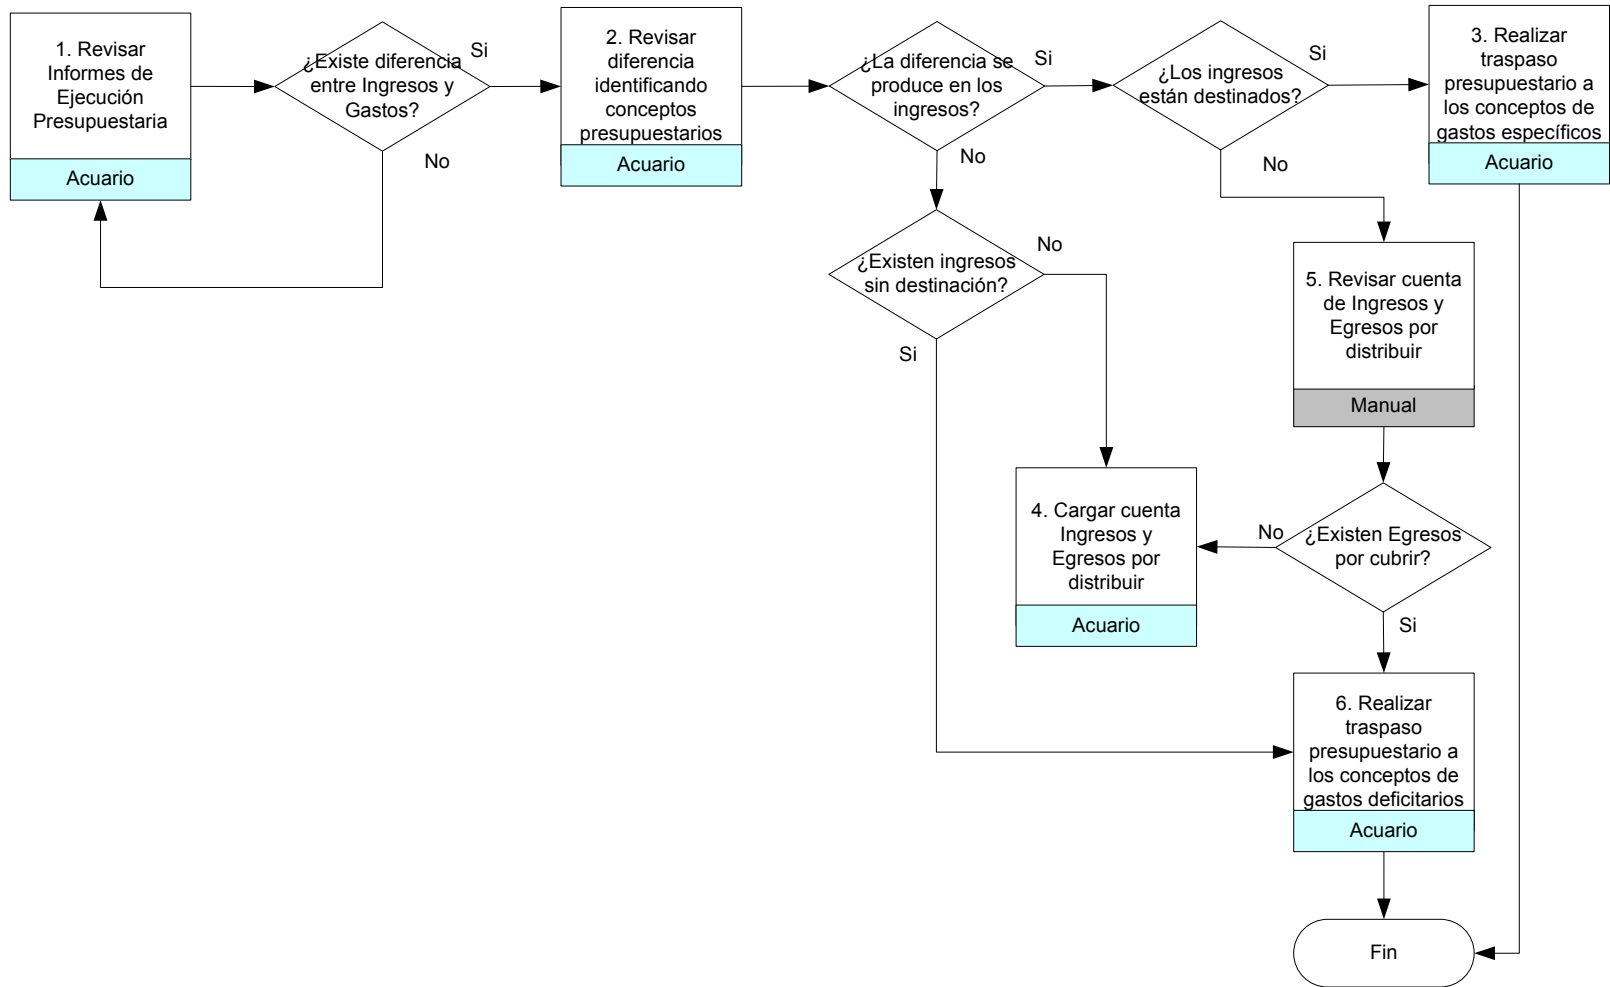 1. Revisar
Informes de
Ejecución
Presupuestaria
Acuario
¿Existe diferencia
entre Ingresos y
Gastos?
Si
No
2. Revisar
diferencia
identificando
conceptos
presupuestarios
Acuario
¿La diferencia se
produce en los
ingresos?
Si
No
¿Los ingresos
están destinados?
Si
No
3. Realizar
traspaso
presupuestario a
los conceptos de
gastos específicos
Acuario
¿Existen ingresos
sin destinación?
No
Si
5. Revisar cuenta
de Ingresos y
Egresos por
distribuir
Manual
4. Cargar cuenta
Ingresos y
Egresos por
distribuir
Acuario
¿Existen Egresos
por cubrir?
No
Si
6. Realizar
traspaso
presupuestario a
los conceptos de
gastos deficitarios
Acuario
Fin